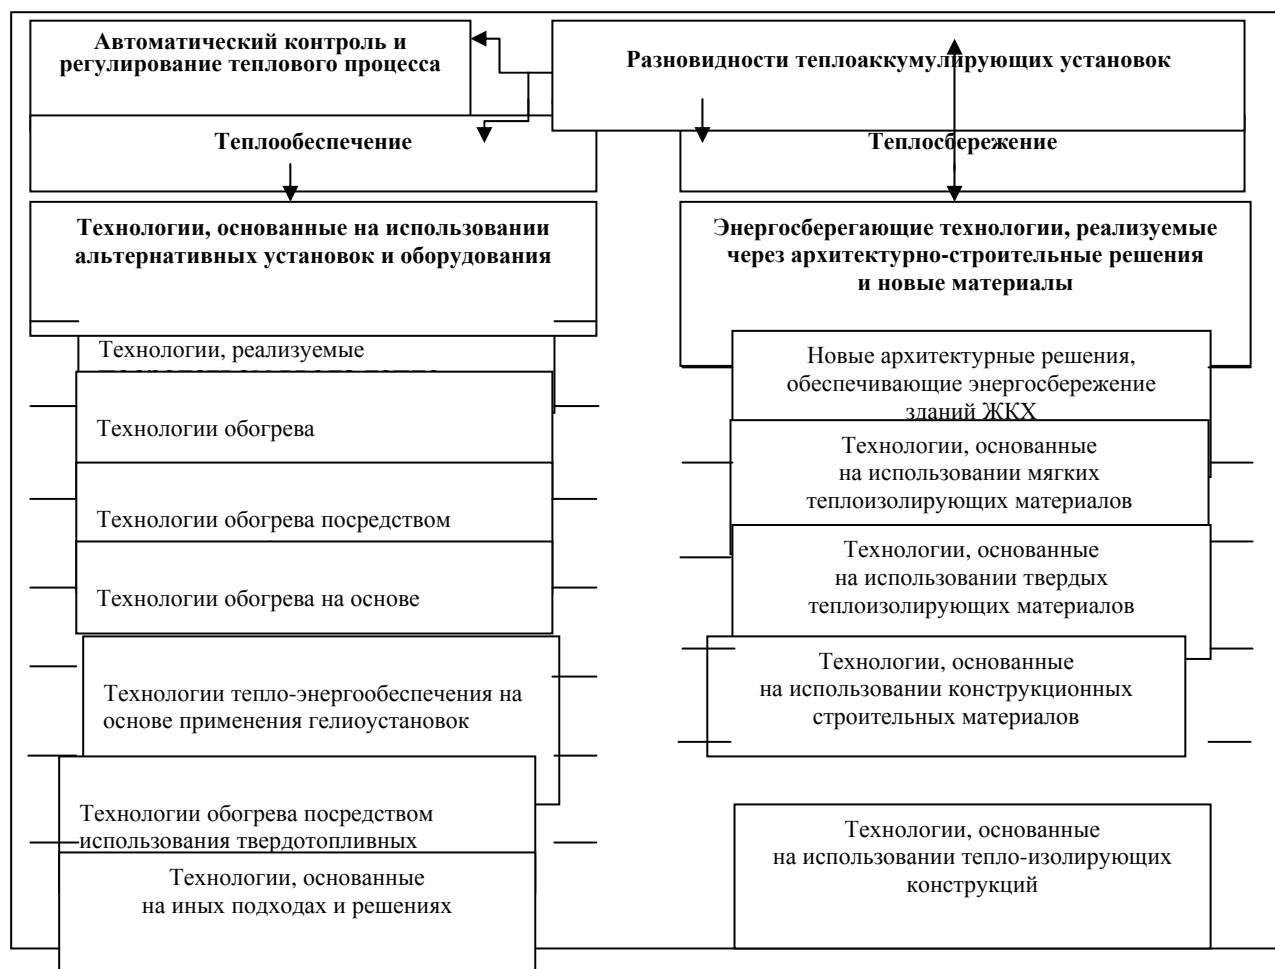 Автоматический контроль и
регулирование теплового процесса
Разновидности теплоаккумулирующих установок
Теплообеспечение
Теплосбережение
Технологии, основанные на использовании
альтернативных установок и оборудования
Энергосберегающие технологии, реализуемые
через архитектурно-строительные решения
и новые материалы
Технологии, реализуемые
Технологии обогрева
Технологии обогрева посредством
Технологии обогрева на основе
Технологии тепло-энергообеспечения на
основе применения гелиоустановок
Технологии обогрева посредством
использования твердотопливных
Технологии, основанные
на иных подходах и решениях
Новые архитектурные решения,
обеспечивающие энергосбережение
зданий ЖКХ
Технологии, основанные
на использовании мягких
теплоизолирующих материалов
Технологии, основанные
на использовании твердых
теплоизолирующих материалов
Технологии, основанные
на использовании конструкционных
строительных материалов
Технологии, основанные
на использовании тепло-изолирующих
конструкций